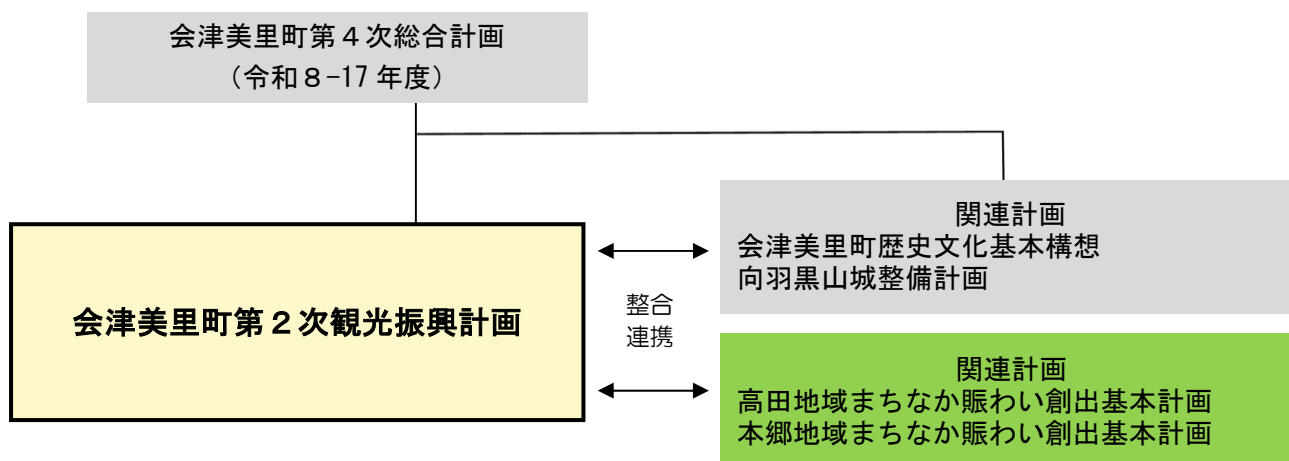 会津美里町第４次総合計画
（令和８-17 年度）
関連計画
会津美里町歴史文化基本構想
向羽黒山城整備計画
会津美里町第２次観光振興計画
整合
連携
関連計画
高田地域まちなか賑わい創出基本計画
本郷地域まちなか賑わい創出基本計画